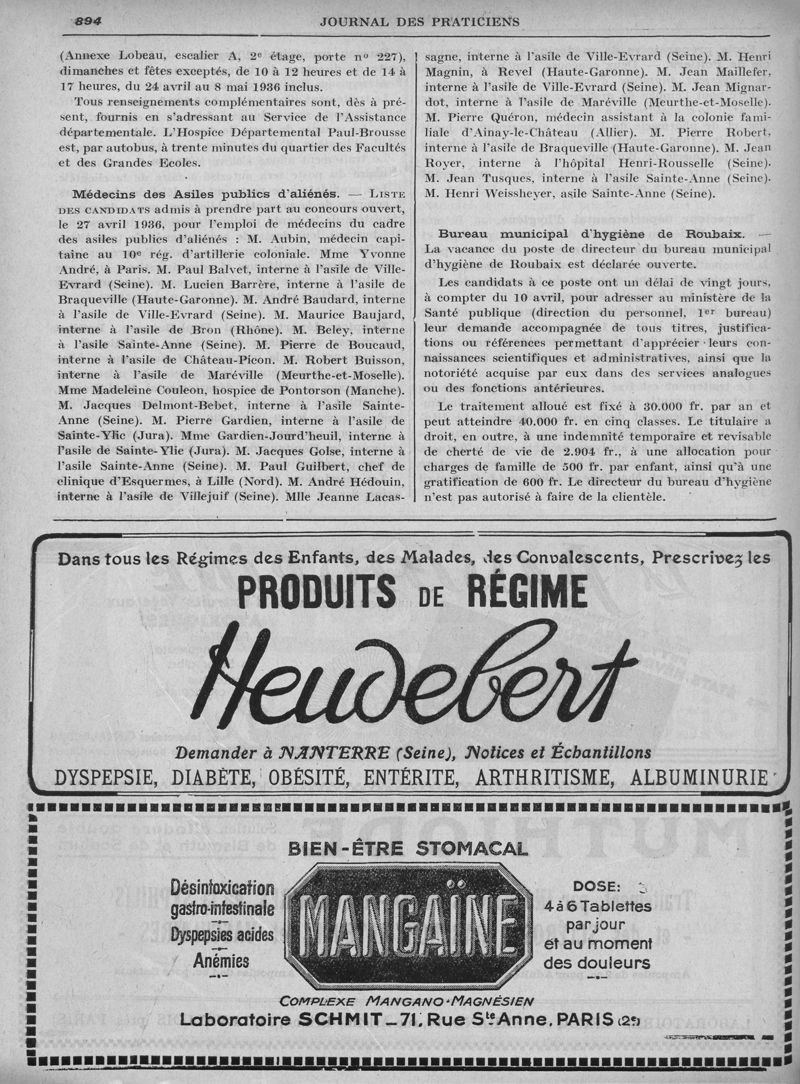 894
JOURNAL DES PRATICIENS
(Annexe Lobeau, escalier A, 2e étage, porte no 227),
dimanches et fêtes exceptés, de 10 à 12 heures et de 14 à
17 heures, du 24 avril au 8 mai 1936 inclus.
Tous renseignements complémentaires sont, dès à pré-
sent, fournis en s'adressant au Service de l'Assistance
départementale. L'Hospice Départemental Paul-Brousse
est, par autobus, à trente minutes du quartier des Facultés
et des Grandes Ecoles.
Médecins des Asiles publics d'aliénés. — LISTE
DES CANDIDATS admis à prendre part au concours ouvert,
le 27 avril 1936, pour l'emploi de médecins du cadre
des asiles publics d'aliénés : M. Aubin, médecin capi-
taine au 10e rég. d'artillerie coloniale. Mme Yvonne
André, à Paris. M. Paul Balvet, interne à l'asile de Ville-
Evrard (Seine). M. Lucien Barrère, interne à l'asile de
Braqueville (Haute-Garonne). M. André Baudard, interne
à l'asile de Ville-Evrard (Seine). M. Maurice Baujard,
interne à l'asile de Bron (Rhône). M. Beley, interne
à l'asile Sainte-Anne (Seine). M. Pierre de Boucaud,
interne à l'asile de Château-Picon. M. Robert Buisson,
interne à l'asile de Maréville (Meurthe-et-Moselle).
Mme Madeleine Couleon, hospice de Pontorson (Manche).
M. Jacques Delmont-Bebet, interne à l'asile Sainte-
Anne (Seine). M. Pierre Gardien, interne à l'asile de
Sainte-Ylie (Jura). Mme Gardien-Jourd'heuil, interne à
l'asile de Sainte-Ylie (Jura). M. Jacques Golse, interne à
l'asile Sainte-Anne (Seine). M. Paul Guilbert, chef de
clinique d'Esquermes, à Lille (Nord). M. André Hédouin,
interne à l'asile de Villejuif (Seine). Mlle Jeanne Lacas-
sagne, interne à l'asile de Ville-Evrard (Seine). M. Henri
Magnin, à Revel (Haute-Garonne). M. Jean Maillefer,
interne à l'asile de Ville-Evrard (Seine). M. Jean Mignar-
dot, interne à l'asile de Maréville (Meurthe-et-Moselle).
M. Pierre Quéron, médecin assistant à la colonie fami-
liale d'Ainay-le-Château (Allier). M. Pierre Robert,
interne à l'asile de Braqueville (Haute-Garonne). M. Jean
Royer, interne à l'hôpital Henri-Rousselle (Seine).
M. Jean Tusques, interne à l'asile Sainte-Anne (Seine).
M. Henri Weissheyer, asile Sainte-Anne (Seine).
Bureau municipal d'hygiène de Roubaix. —
La vacance du poste de directeur du bureau municipal
d'hygiène de Roubaix est déclarée ouverte.
Les candidats à ce poste ont un délai de vingt jours,
à compter du 10 avril, pour adresser au ministère de la
Santé publique (direction du personnel, 1er bureau)
leur demande accompagnée de tous titres, justifica-
tions ou références permettant d'apprécier leurs con-
naissances scientifiques et administratives, ainsi que la
notoriété acquise par eux dans des services analogues
ou des fonctions antérieures.
Le traitement alloué est fixé à 30.000 fr. par an et
peut atteindre 40.000 fr. en cinq classes. Le titulaire a
droit, en outre, à une indemnité temporaire et revisable
de cherté de vie de 2.904 fr., à une allocation pour
charges de famille de 500 fr. par enfant, ainsi qu'à une
gratification de 600 fr. Le directeur du bureau d'hygiène
n'est pas autorisé à faire de la clientèle.
Dans tous les Régimes des Enfants, des Malades, des Convalescents, Prescrivez les
PRODUITS DE RÉGIME
Heudebert
Demander à NANTERRE (Seine), Notices et Échantillons
DYSPEPSIE, DIABÈTE, OBÉSITÉ, ENTÉRITE, ARTHRITISME, ALBUMINURIE
BIEN-ÊTRE STOMACAL
Désintoxication
gastro-intestinale
Dyspepsies acides
Anémies
MANGAÏNE
DOSE:
4 à 6 Tablettes
par jour
et au moment
des douleurs
COMPLEXE MANGANO-MAGNÉSIEN
Laboratoire SCHMIT_71, Rue Ste Anne, PARIS (2e)